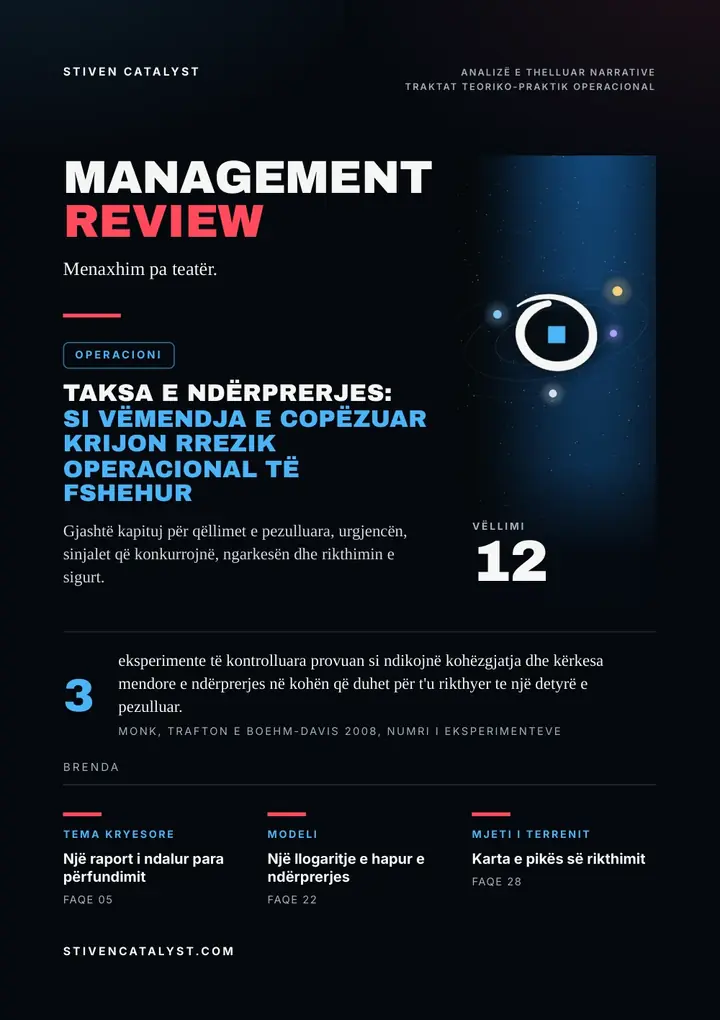 STIVEN CATALYST
ANALIZË E THELLUAR NARRATIVE
TRAKTAT TEORIKO-PRAKTIK OPERACIONAL
MANAGEMENT
REVIEW
Menaxhim pa teatër.
OPERACIONI
TAKSA E NDËRPRERJES:
SI VËMENDJA E COPËZUAR
KRIJON RREZIK
OPERACIONAL TË
FSHEHUR
Gjashtë kapituj për qëllimet e pezulluara, urgjencën,
sinjalet që konkurrojnë, ngarkesën dhe rikthimin e
sigurt.
VËLLIMI
12
3
eksperimente të kontrolluara provuan si ndikojnë kohëzgjatja dhe kërkesa
mendore e ndërprerjes në kohën që duhet për t'u rikthyer te një detyrë e
pezulluar.
MONK, TRAFTON E BOEHM-DAVIS 2008, NUMRI I EKSPERIMENTEVE
BRENDA
TEMA KRYESORE
Një raport i ndalur para
përfundimit
FAQE 05
MODELI
Një llogaritje e hapur e
ndërprerjes
FAQE 22
MJETI I TERRENIT
Karta e pikës së rikthimit
FAQE 28
STIVENCATALYST.COM